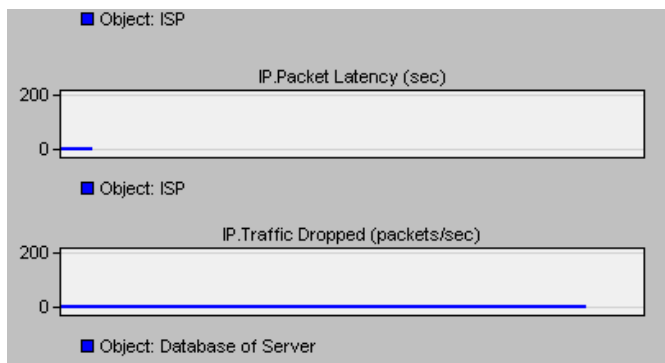 Object: ISP
IP.Packet Latency (sec)
200
0
Object: ISP
IP.Traffic Dropped (packets/sec)
200
0
Object: Database of Server